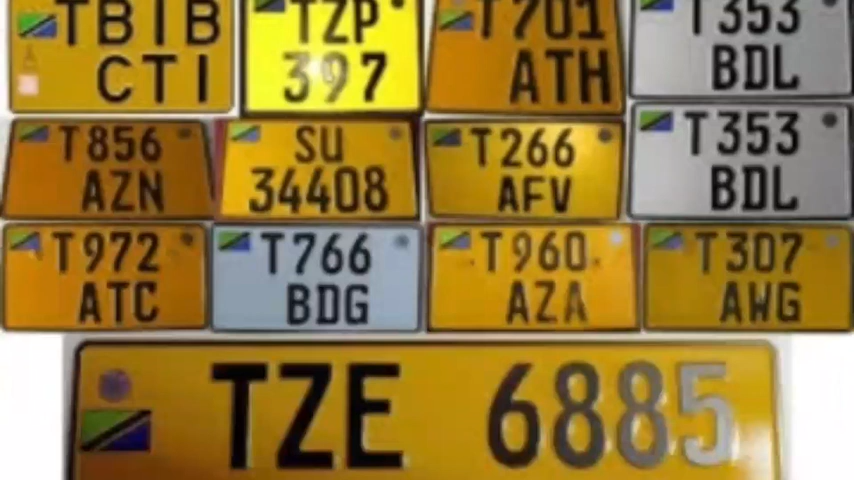 TBIB
CTI
TZP
397
T701
ATH
T353
BDL
T856
AZN
SU
34408
T266
AFV
T353
BDL
T972
ATC
T766
BDG
T960
AZA
T307
AWG
TZE 6885